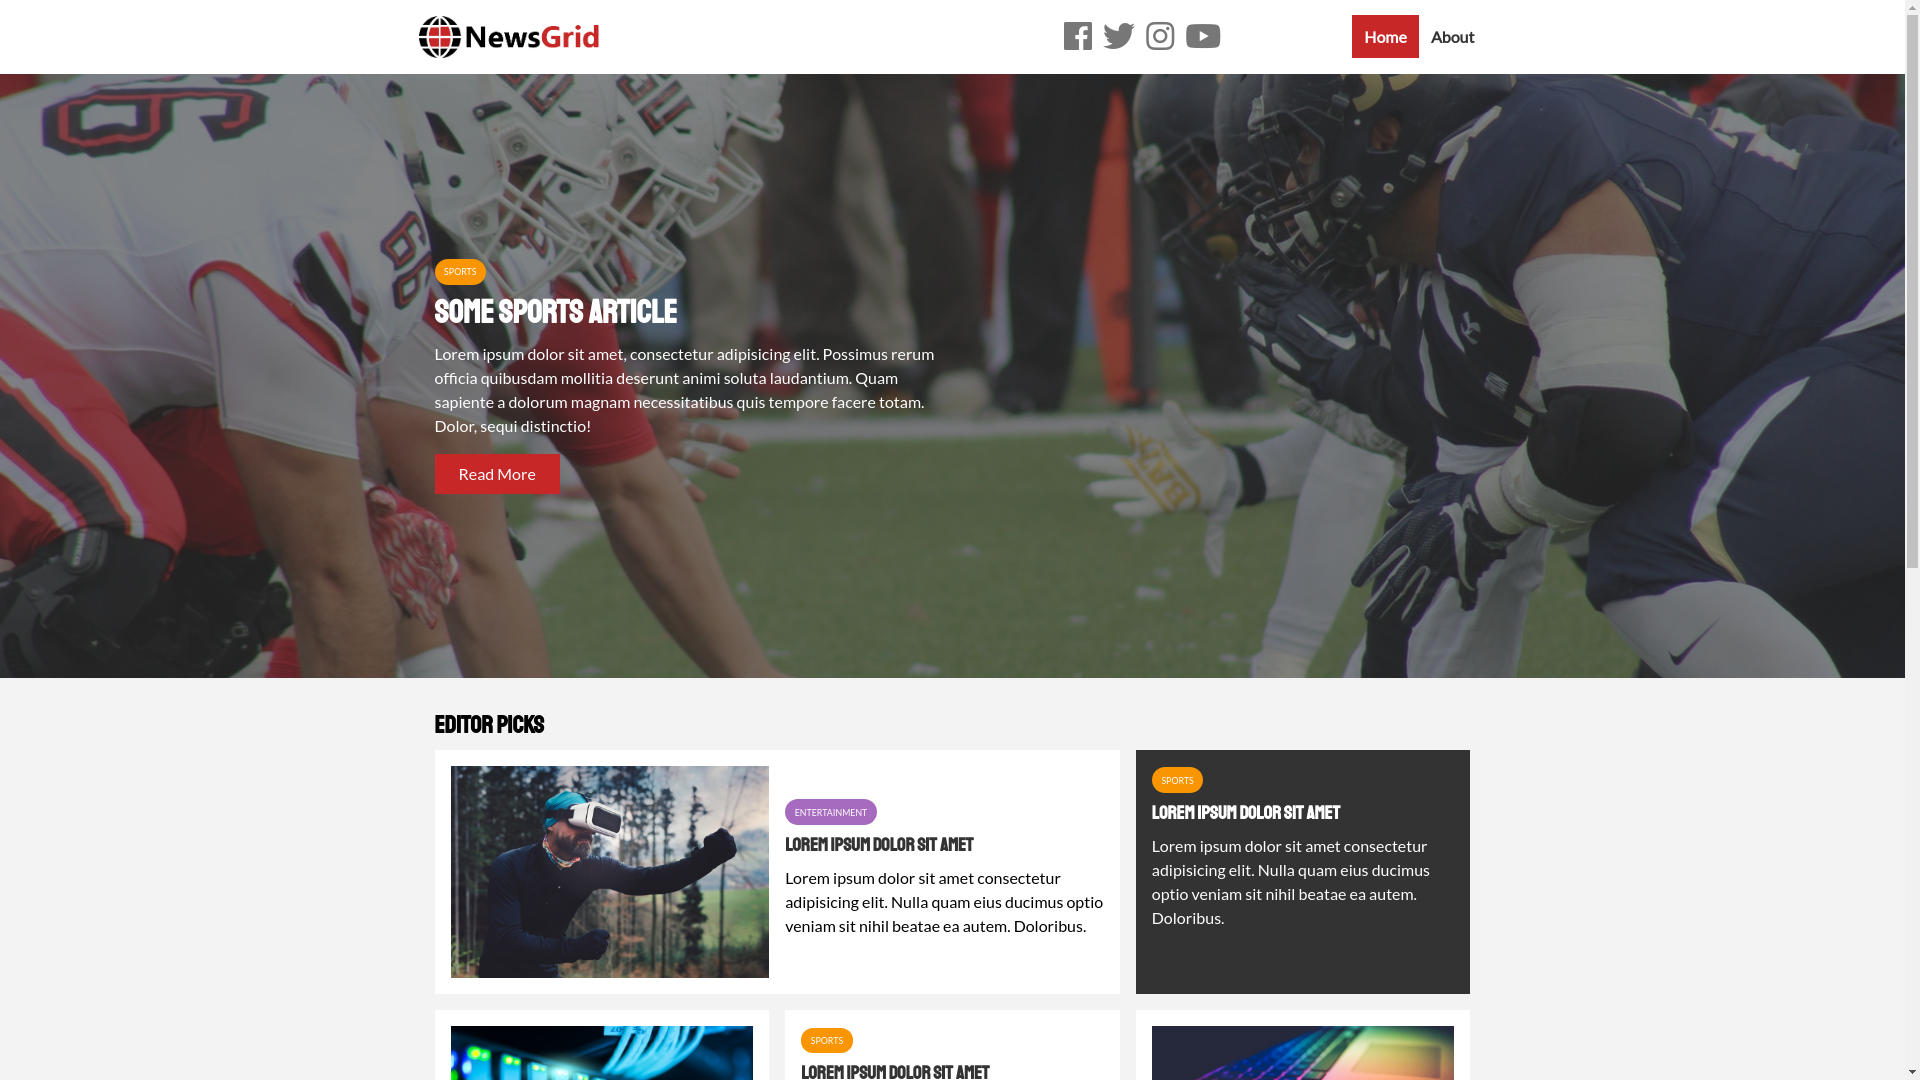 NewsGrid
Home
About
SPORTS
SOME SPORTS ARTICLE
Lorem ipsum dolor sit amet, consectetur adipisicing elit. Possimus rerum
officia quibusdam mollitia deserunt animi soluta laudantium. Quam
sapiente a dolorum magnam necessitatibus quis tempore facere totam.
Dolor, sequi distinctio!
Read More
EDITOR PICKS
ENTERTAINMENT
LOREM IPSUM DOLOR SIT AMET
Lorem ipsum dolor sit amet consectetur
adipisicing elit. Nulla quam eius ducimus optio
veniam sit nihil beatae ea autem. Doloribus.
SPORTS
LOREM IPSUM DOLOR SIT AMET
Lorem ipsum dolor sit amet consectetur
adipisicing elit. Nulla quam eius ducimus
optio veniam sit nihil beatae ea autem.
Doloribus.
SPORTS
LOREM IPSUM DOLOR SIT AMET